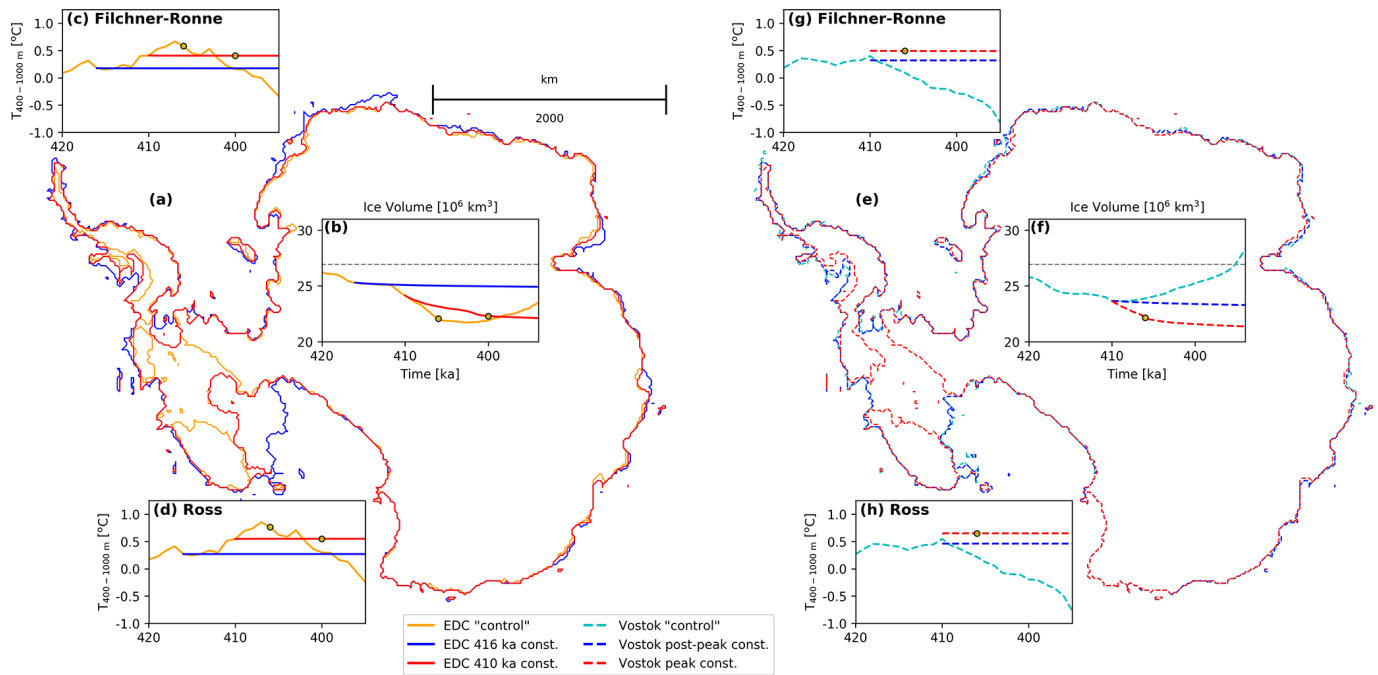 (c) Filchner-Ronne
T400−1000 m [°C]
1.0
0.5
0.0
-0.5
-1.0
420
410
400
km
2000
(a)
Ice Volume [10⁶ km³]
(b)
30
25
20
420
410
400
Time [ka]
(d) Ross
T400−1000 m [°C]
1.0
0.5
0.0
-0.5
-1.0
420
410
400
(g) Filchner-Ronne
T400−1000 m [°C]
1.0
0.5
0.0
-0.5
-1.0
420
410
400
(e)
Ice Volume [10⁶ km³]
(f)
30
25
20
420
410
400
Time [ka]
(h) Ross
T400−1000 m [°C]
1.0
0.5
0.0
-0.5
-1.0
420
410
400
EDC "control"
EDC 416 ka const.
EDC 410 ka const.
Vostok "control"
Vostok post-peak const.
Vostok peak const.